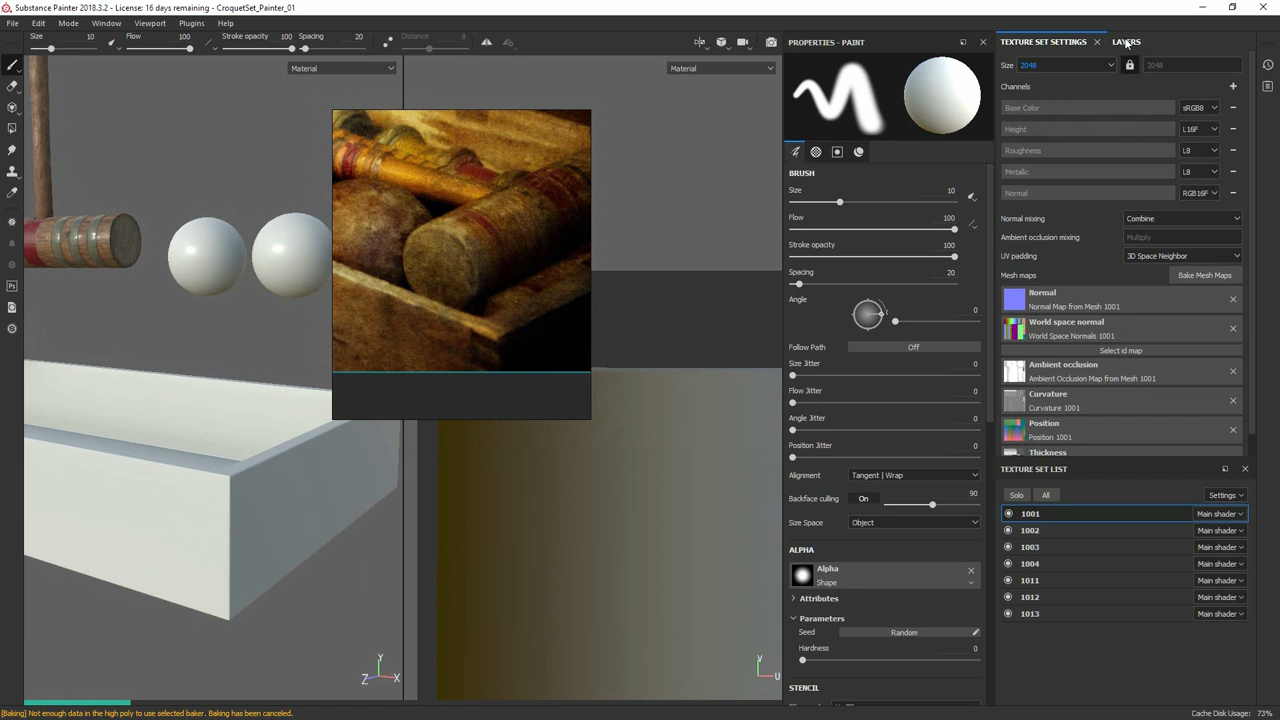 Substance Painter 2018.3.2 - License: 16 days remaining - CroquetSet_Painter_01
File Edit Mode Window Viewport Plugins Help
Size 10 Flow 100 Stroke opacity 100 Spacing 20 Distance 8
Material
Material
PROPERTIES - PAINT
BRUSH
Size 10
Flow 100
Stroke opacity 100
Spacing 20
Angle 0
Follow Path Off
Size Jitter 0
Flow Jitter 0
Angle Jitter 0
Position Jitter 0
Alignment Tangent | Wrap
Backface culling On 90
Size Space Object
ALPHA
Alpha
Shape
Attributes
Parameters
Seed Random
Hardness 0
STENCIL
TEXTURE SET SETTINGS LAYERS
Size 2048 2048
Channels
Base Color sRGB8
Height L16F
Roughness L8
Metallic L8
Normal RGB16F
Normal mixing Combine
Ambient occlusion mixing Multiply
UV padding 3D Space Neighbor
Mesh maps Bake Mesh Maps
Normal
Normal Map from Mesh 1001
World space normal
World Space Normals 1001
Select id map
Ambient occlusion
Ambient Occlusion Map from Mesh 1001
Curvature
Curvature 1001
Position
Position 1001
Thickness
TEXTURE SET LIST
Solo All Settings
1001 Main shader
1002 Main shader
1003 Main shader
1004 Main shader
1011 Main shader
1012 Main shader
1013 Main shader
Y
Z X
V
U
Ps
[Baking] Not enough data in the high poly to use selected baker. Baking has been canceled.
Cache Disk Usage: 73%